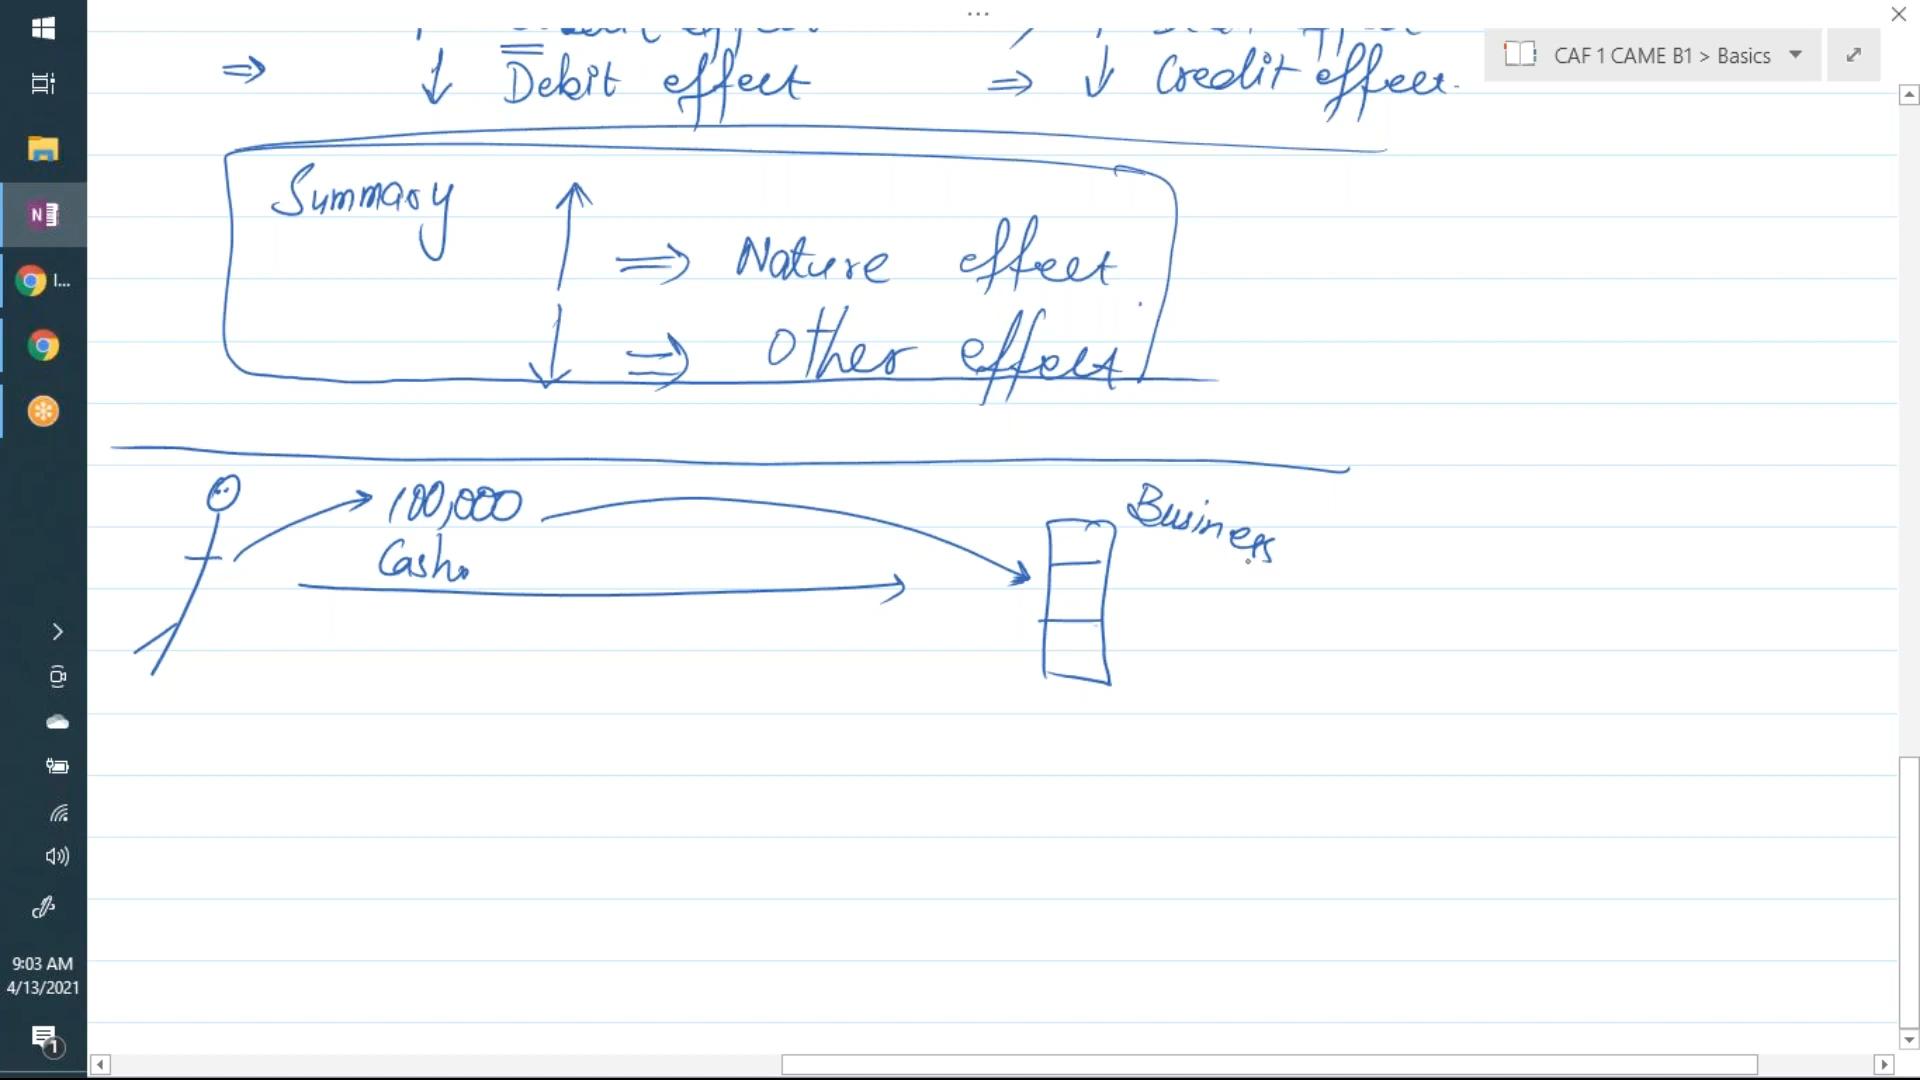 CAF 1 CAME B1 > Basics
⇒ ↓ Debit effect ⇒ ↓ Credit effect.
Summary
↑ ⇒ Nature effect
↓ ⇒ Other effect
100,000
Cash.
Business
I...
9:03 AM
4/13/2021
1